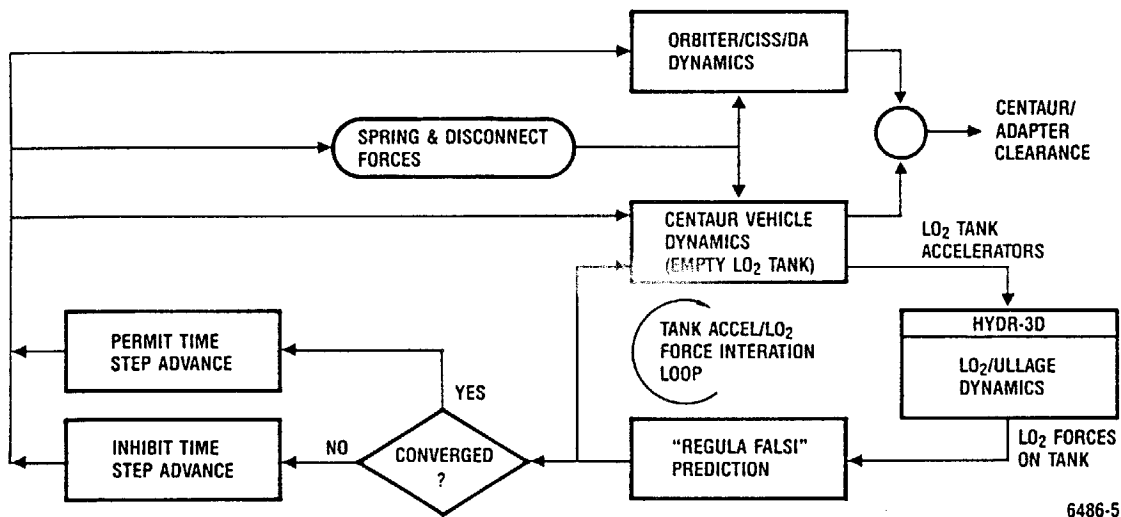 ORBITER/CISS/DA
DYNAMICS
SPRING & DISCONNECT
FORCES
CENTAUR/
ADAPTER
CLEARANCE
CENTAUR VEHICLE
DYNAMICS
(EMPTY LO₂ TANK)
LO₂ TANK
ACCELERATORS
PERMIT TIME
STEP ADVANCE
TANK ACCEL/LO₂
FORCE INTERATION
LOOP
HYDR-3D
LO₂/ULLAGE
DYNAMICS
YES
INHIBIT TIME
STEP ADVANCE
NO
CONVERGED
?
"REGULA FALSI"
PREDICTION
LO₂ FORCES
ON TANK
6486-5